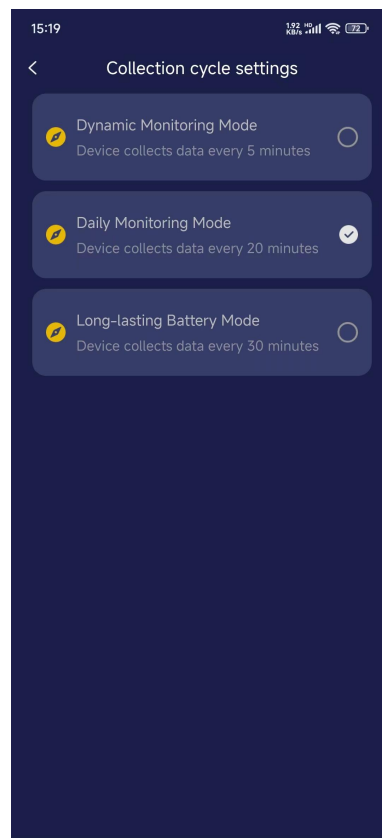 15:19
1.92 KB/s HD 72
Collection cycle settings
Dynamic Monitoring Mode
Device collects data every 5 minutes
Daily Monitoring Mode
Device collects data every 20 minutes
Long-lasting Battery Mode
Device collects data every 30 minutes